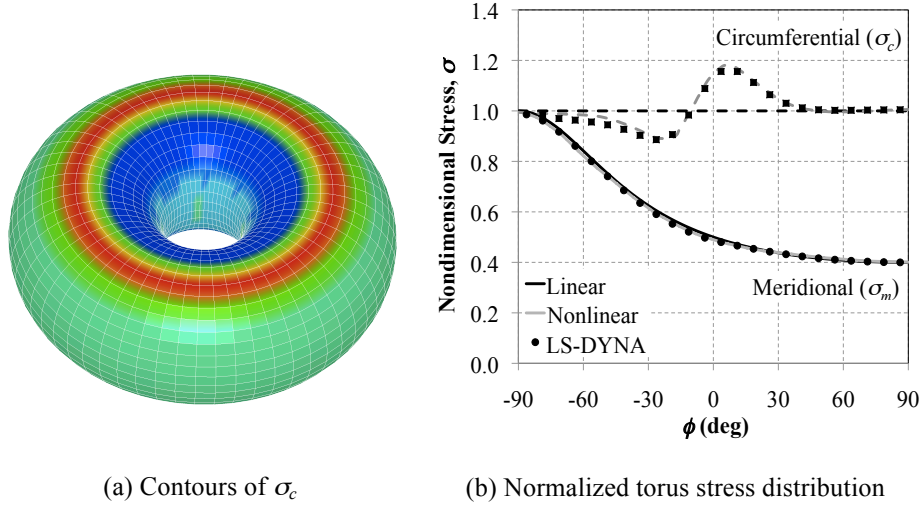 1.4
1.2
1.0
0.8
0.6
0.4
0.2
0.0
Nondimensional Stress, σ
Circumferential (σc)
Meridional (σm)
Linear
Nonlinear
LS-DYNA
-90 -60 -30 0 30 60 90
ϕ (deg)
(a) Contours of σc
(b) Normalized torus stress distribution